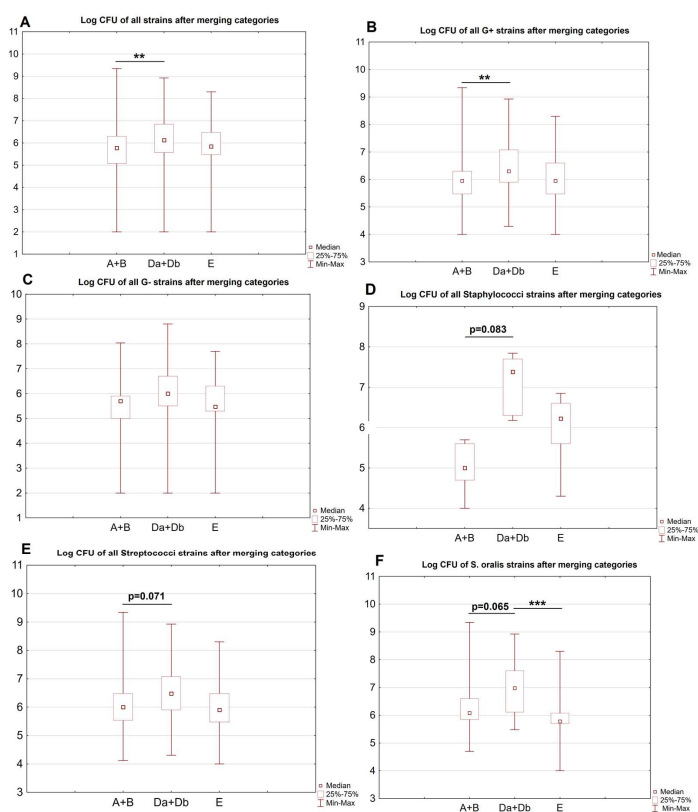 A
Log CFU of all strains after merging categories
11
10
9
8
7
6
5
4
3
2
1
**
A+B Da+Db E
Median
25%-75%
Min-Max
B
Log CFU of all G+ strains after merging categories
11
10
9
8
7
6
5
4
3
**
A+B Da+Db E
Median
25%-75%
Min-Max
C
Log CFU of all G- strains after merging categories
10
9
8
7
6
5
4
3
2
1
A+B Da+Db E
Median
25%-75%
Min-Max
D
Log CFU of all Staphylococci strains after merging categories
9
8
7
6
5
4
p=0.083
A+B Da+Db E
Median
25%-75%
Min-Max
E
Log CFU of all Streptococci strains after merging categories
11
10
9
8
7
6
5
4
3
p=0.071
A+B Da+Db E
Median
25%-75%
Min-Max
F
Log CFU of S. oralis strains after merging categories
11
10
9
8
7
6
5
4
3
p=0.065 ***
A+B Da+Db E
Median
25%-75%
Min-Max